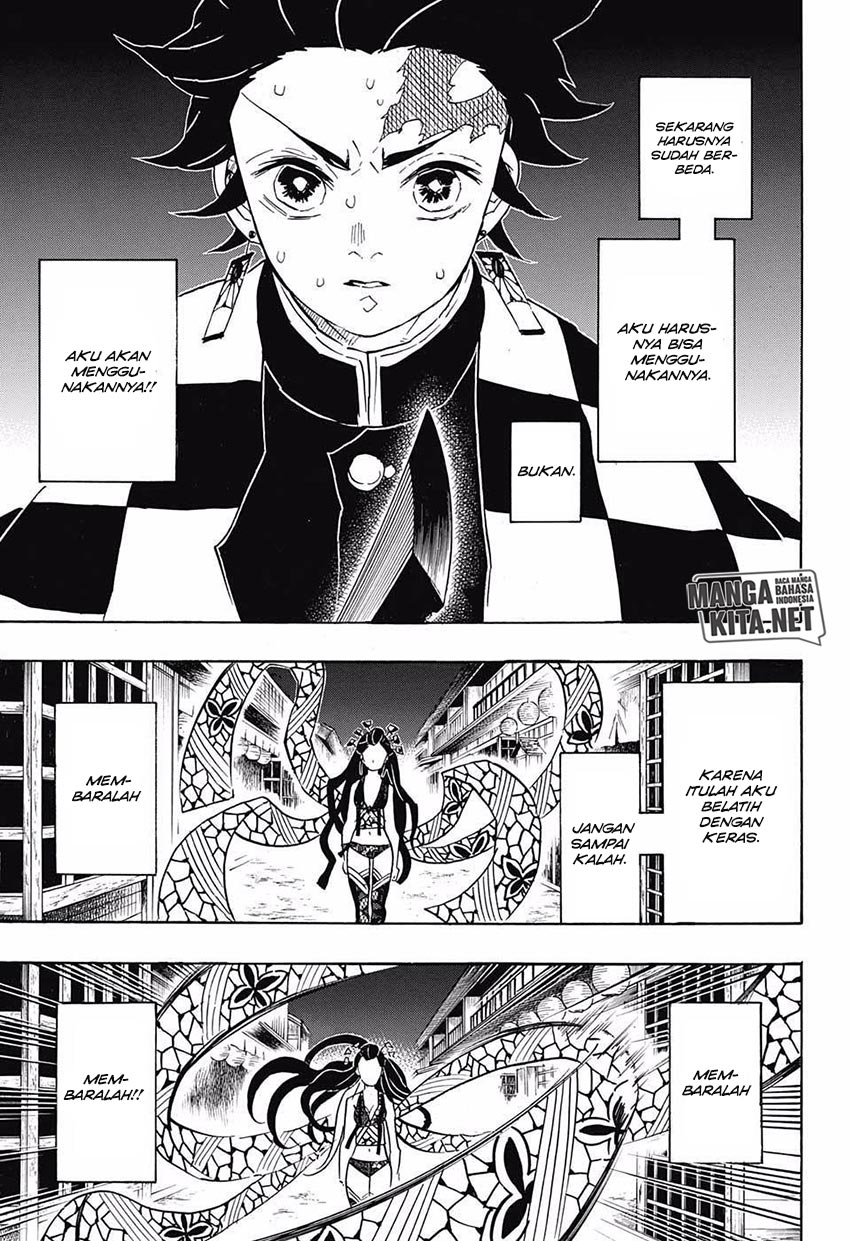 SEKARANG
HARUSNYA
SUDAH BER-
BEDA.
AKU HARUS-
NYA BISA
MENGGU-
NAKANNYA.
BUKAN.
AKU AKAN
MENGGU-
NAKANNYA!!
MANGA
KITA.NET
BACA MANGA
BAHASA
INDONESIA
KARENA
ITULAH AKU
BELATIH
DENGAN
KERAS.
JANGAN
SAMPAI
KALAH.
MEM-
BARALAH
MEM-
BARALAH
MEM-
BARALAH!!